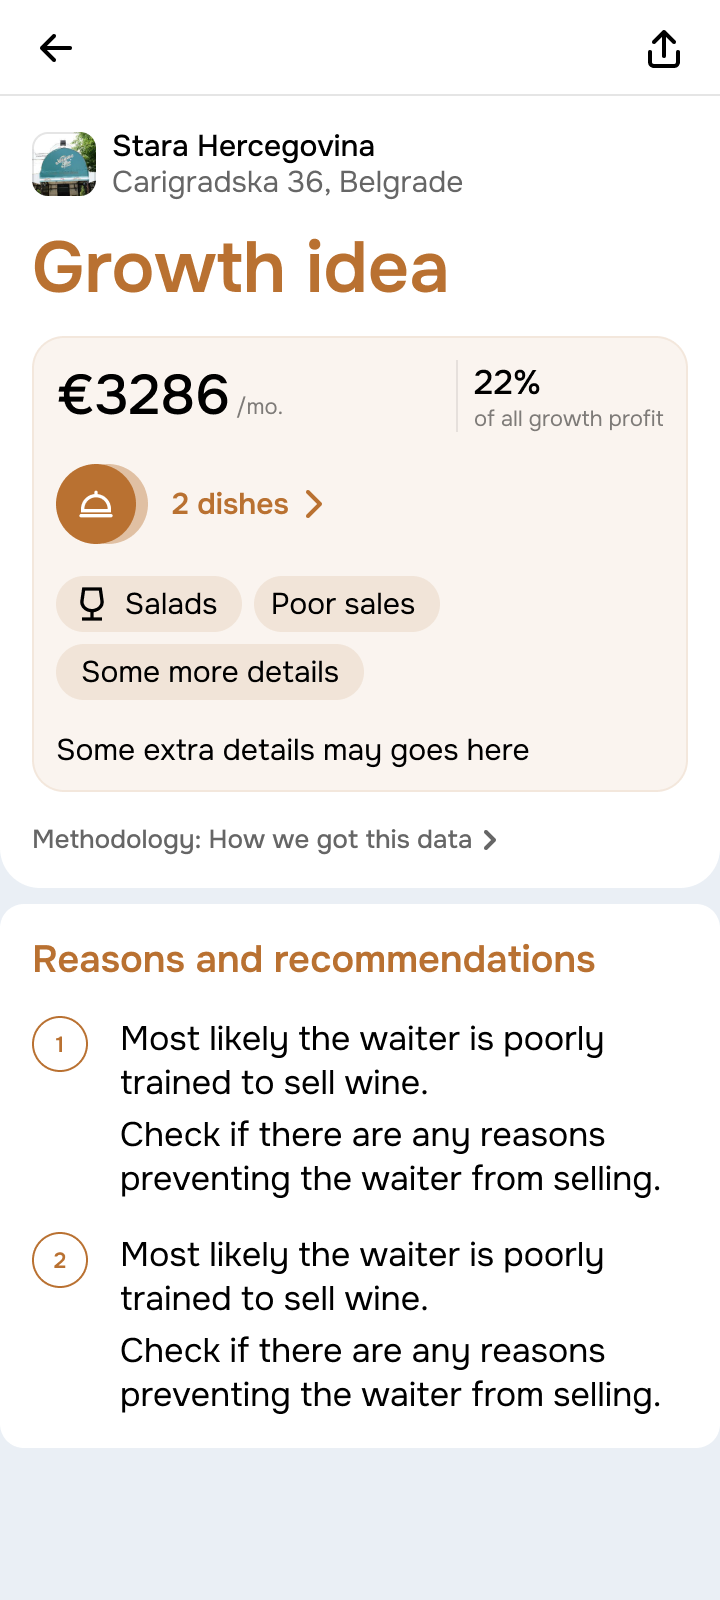 Stara Hercegovina
Carigradska 36, Belgrade
Growth idea
€3286 /mo.
22%
of all growth profit
2 dishes
Salads
Poor sales
Some more details
Some extra details may goes here
Methodology: How we got this data
Reasons and recommendations
1
Most likely the waiter is poorly
trained to sell wine.
Check if there are any reasons
preventing the waiter from selling.
2
Most likely the waiter is poorly
trained to sell wine.
Check if there are any reasons
preventing the waiter from selling.